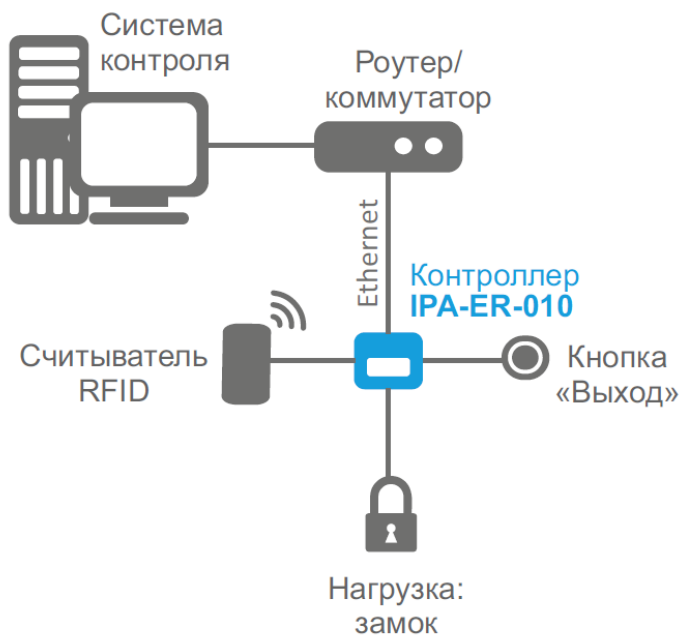 Система
контроля
Роутер/
коммутатор
Ethernet
Контроллер
IPA-ER-010
Считыватель
RFID
Кнопка
«Выход»
Нагрузка:
замок